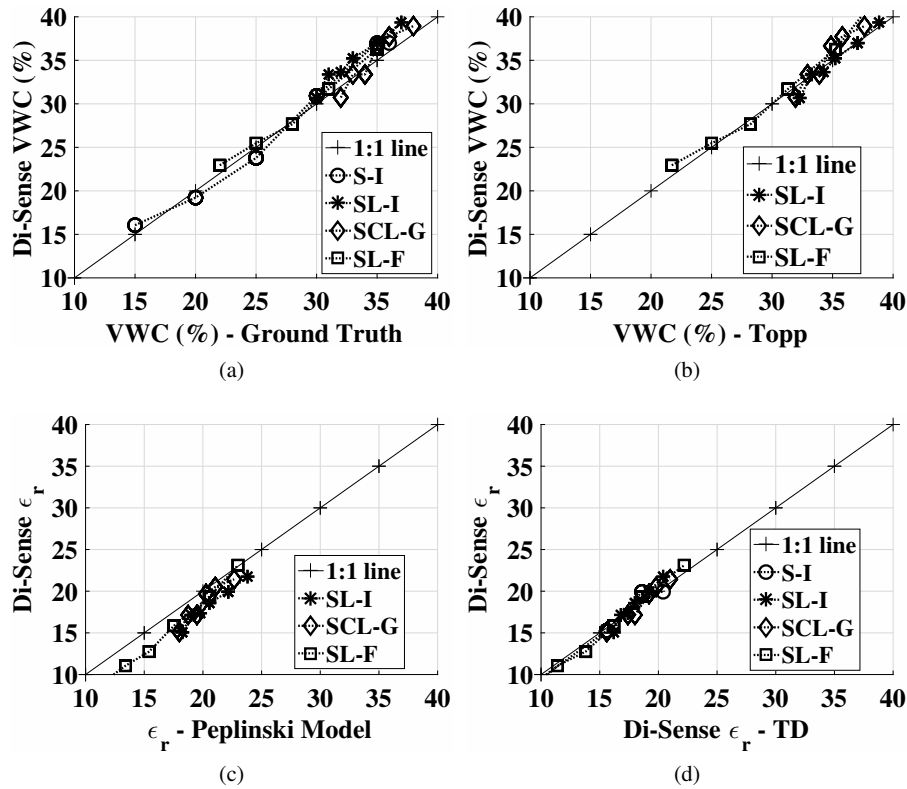 40
35
30
25
20
15
10
10 15 20 25 30 35 40
Di-Sense VWC (%)
VWC (%) - Ground Truth
1:1 line
S-I
SL-I
SCL-G
SL-F
(a)
40
35
30
25
20
15
10
10 15 20 25 30 35 40
Di-Sense VWC (%)
VWC (%) - Topp
1:1 line
SL-I
SCL-G
SL-F
(b)
40
35
30
25
20
15
10
10 15 20 25 30 35 40
Di-Sense ϵ_r
ϵ_r - Peplinski Model
1:1 line
SL-I
SCL-G
SL-F
(c)
40
35
30
25
20
15
10
10 15 20 25 30 35 40
Di-Sense ϵ_r
Di-Sense ϵ_r - TD
1:1 line
S-I
SL-I
SCL-G
SL-F
(d)